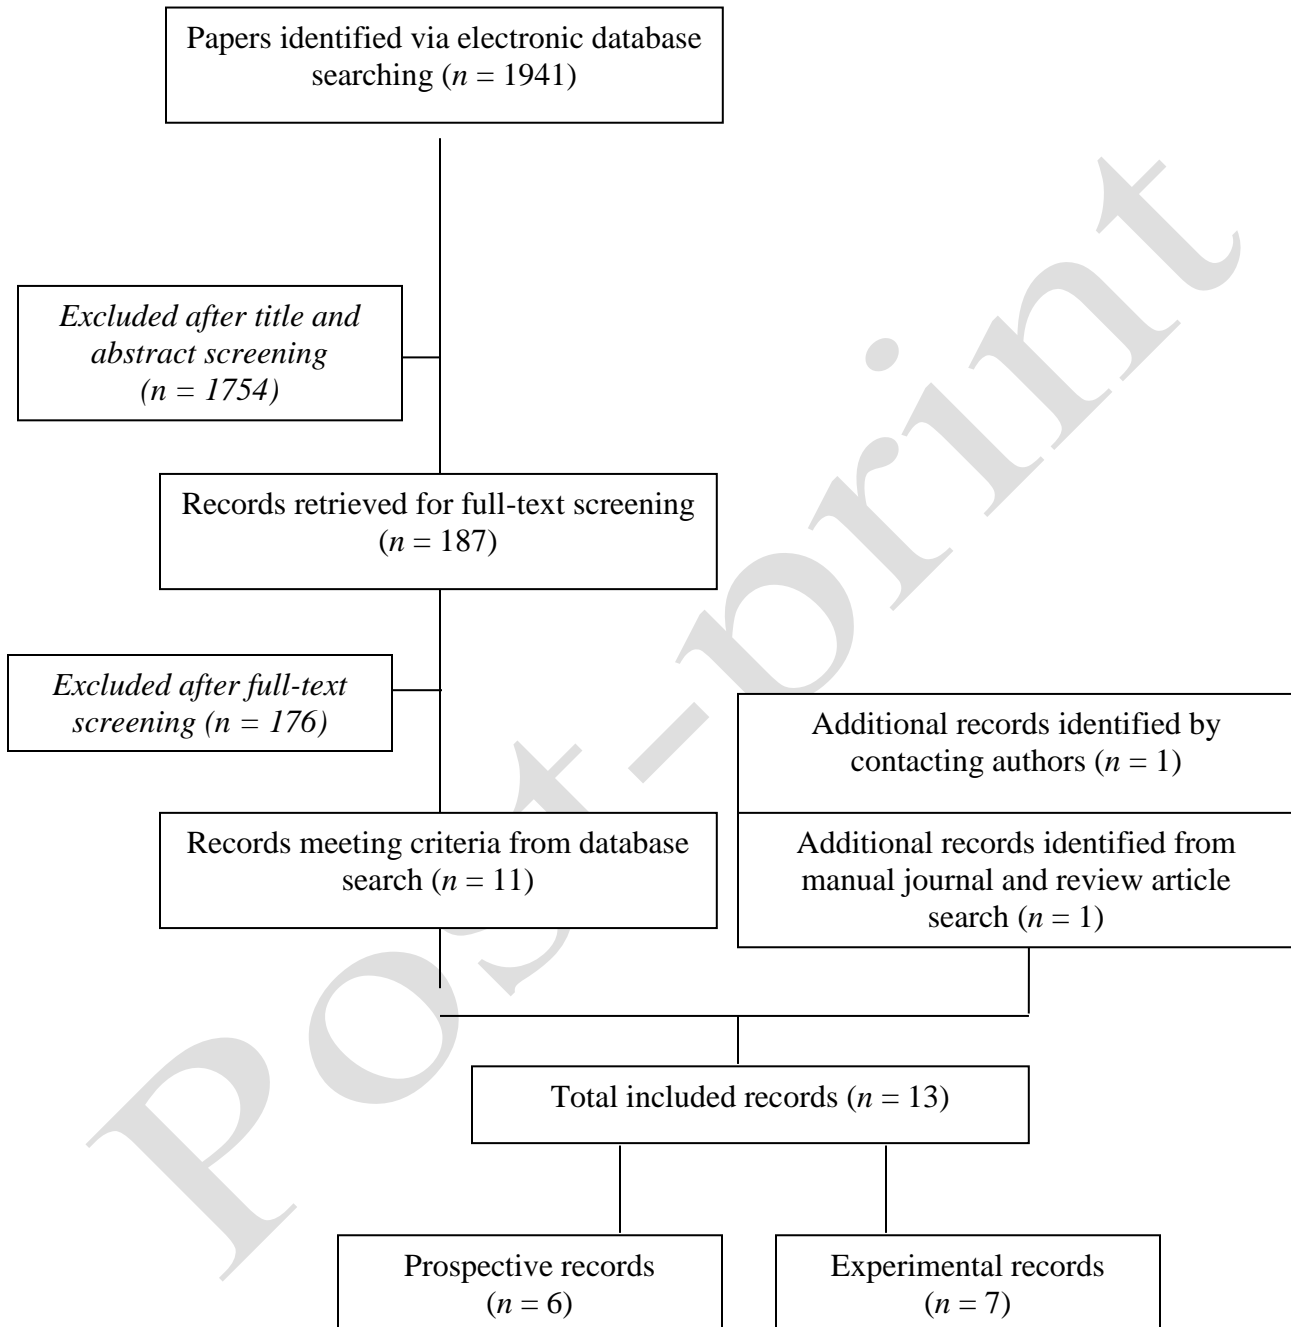 Papers identified via electronic database
searching (n = 1941)
Excluded after title and
abstract screening
(n = 1754)
Records retrieved for full-text screening
(n = 187)
Excluded after full-text
screening (n = 176)
Additional records identified by
contacting authors (n = 1)
Records meeting criteria from database
search (n = 11)
Additional records identified from
manual journal and review article
search (n = 1)
Total included records (n = 13)
Prospective records
(n = 6)
Experimental records
(n = 7)
Post-print